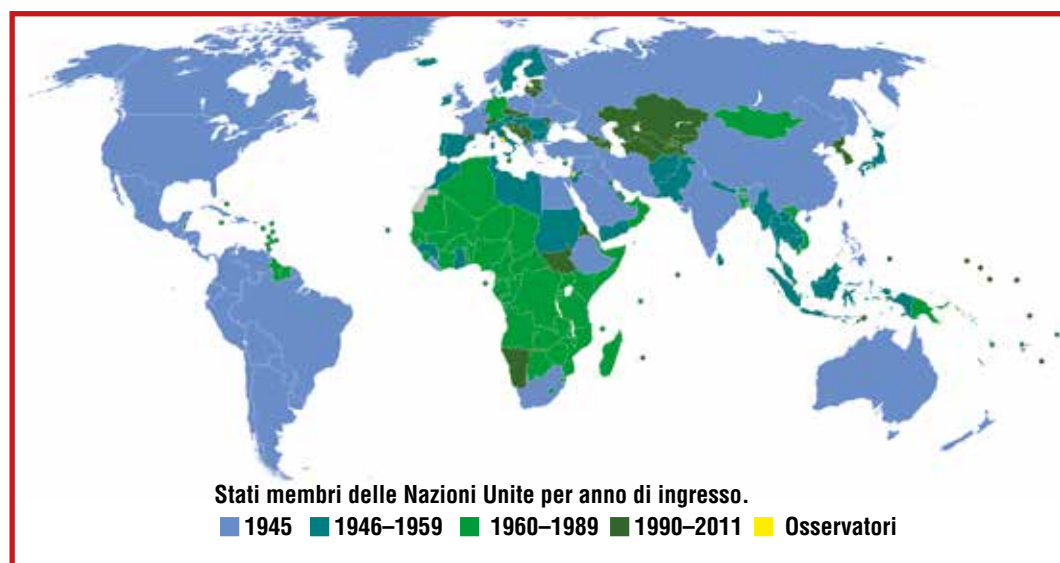 Stati membri delle Nazioni Unite per anno di ingresso.
1945 1946–1959 1960–1989 1990–2011 Osservatori